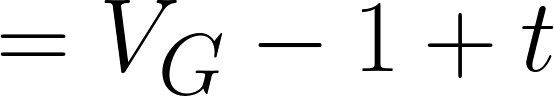 = V_G − 1 + t